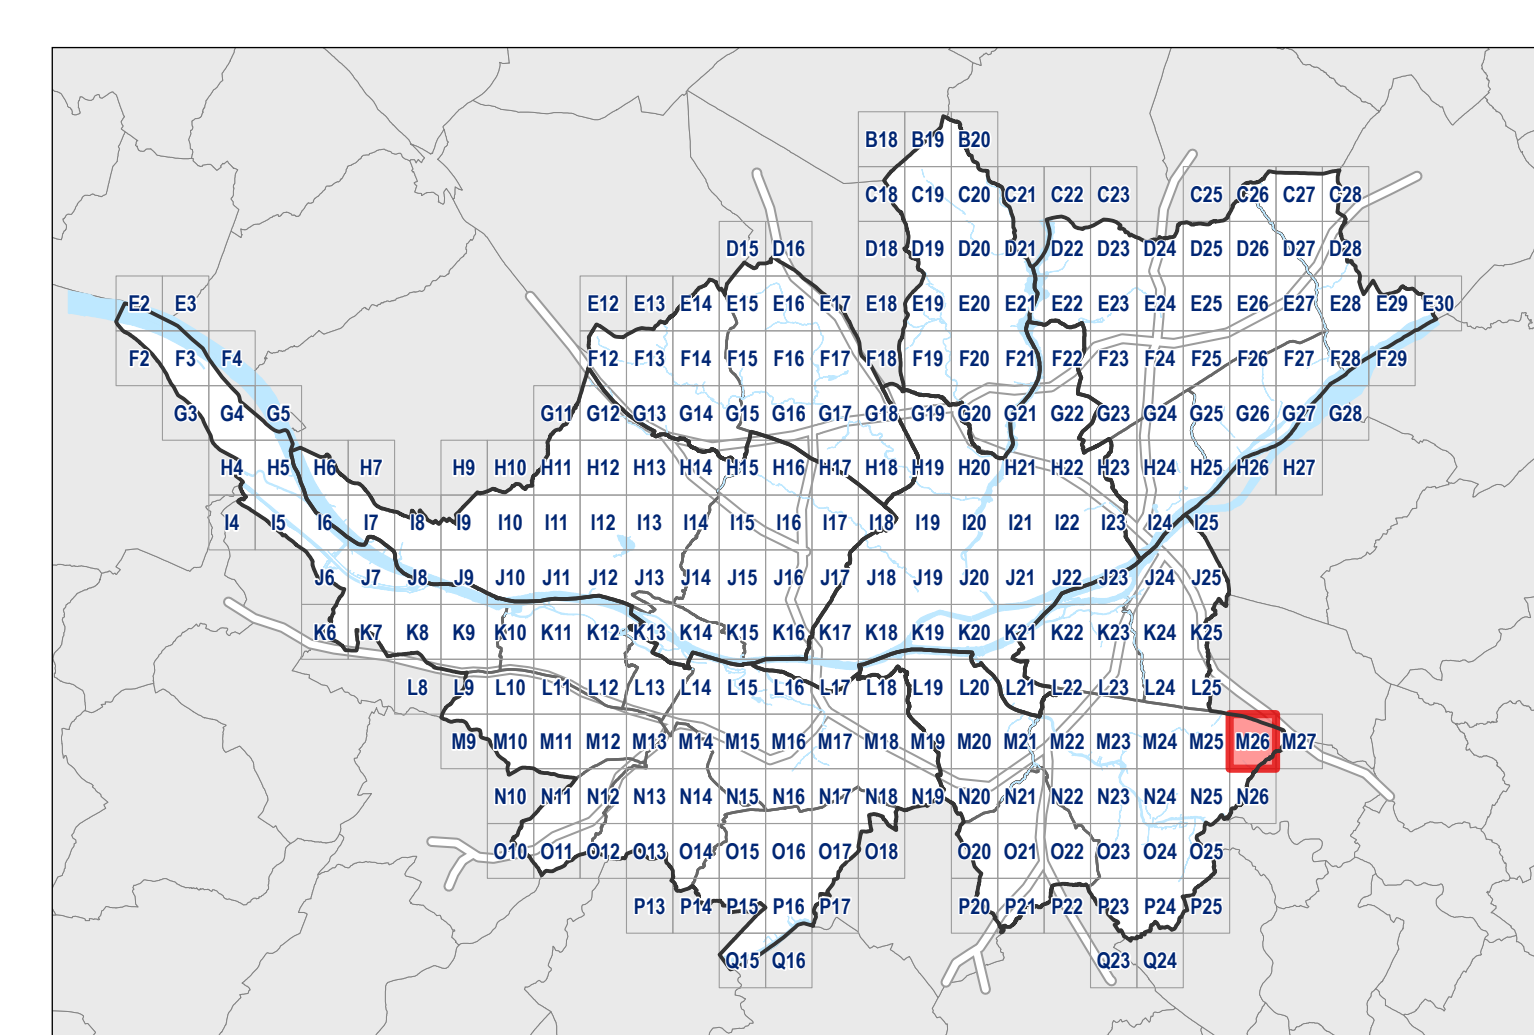 B18 B19 B20
C18 C19 C20 C21 C22 C23 C25 C26 C27 C28
D15 D16 D18 D19 D20 D21 D22 D23 D24 D25 D26 D27 D28
E2 E3 E12 E13 E14 E15 E16 E17 E18 E19 E20 E21 E22 E23 E24 E25 E26 E27 E28 E29 E30
F2 F3 F4 F12 F13 F14 F15 F16 F17 F18 F19 F20 F21 F22 F23 F24 F25 F26 F27 F28 F29
G3 G4 G5 G11 G12 G13 G14 G15 G16 G17 G18 G19 G20 G21 G22 G23 G24 G25 G26 G27 G28
H4 H5 H6 H7 H9 H10 H11 H12 H13 H14 H15 H16 H17 H18 H19 H20 H21 H22 H23 H24 H25 H26 H27
I4 I5 I6 I7 I8 I9 I10 I11 I12 I13 I14 I15 I16 I17 I18 I19 I20 I21 I22 I23 I24 I25
J6 J7 J8 J9 J10 J11 J12 J13 J14 J15 J16 J17 J18 J19 J20 J21 J22 J23 J24 J25
K6 K7 K8 K9 K10 K11 K12 K13 K14 K15 K16 K17 K18 K19 K20 K21 K22 K23 K24 K25
L8 L9 L10 L11 L12 L13 L14 L15 L16 L17 L18 L19 L20 L21 L22 L23 L24 L25
M9 M10 M11 M12 M13 M14 M15 M16 M17 M18 M19 M20 M21 M22 M23 M24 M25 M26 M27
N10 N11 N12 N13 N14 N15 N16 N17 N18 N19 N20 N21 N22 N23 N24 N25 N26
O10 O11 O12 O13 O14 O15 O16 O17 O18 O20 O21 O22 O23 O24 O25
P13 P14 P15 P16 P17 P20 P21 P22 P23 P24 P25
Q15 Q16 Q23 Q24